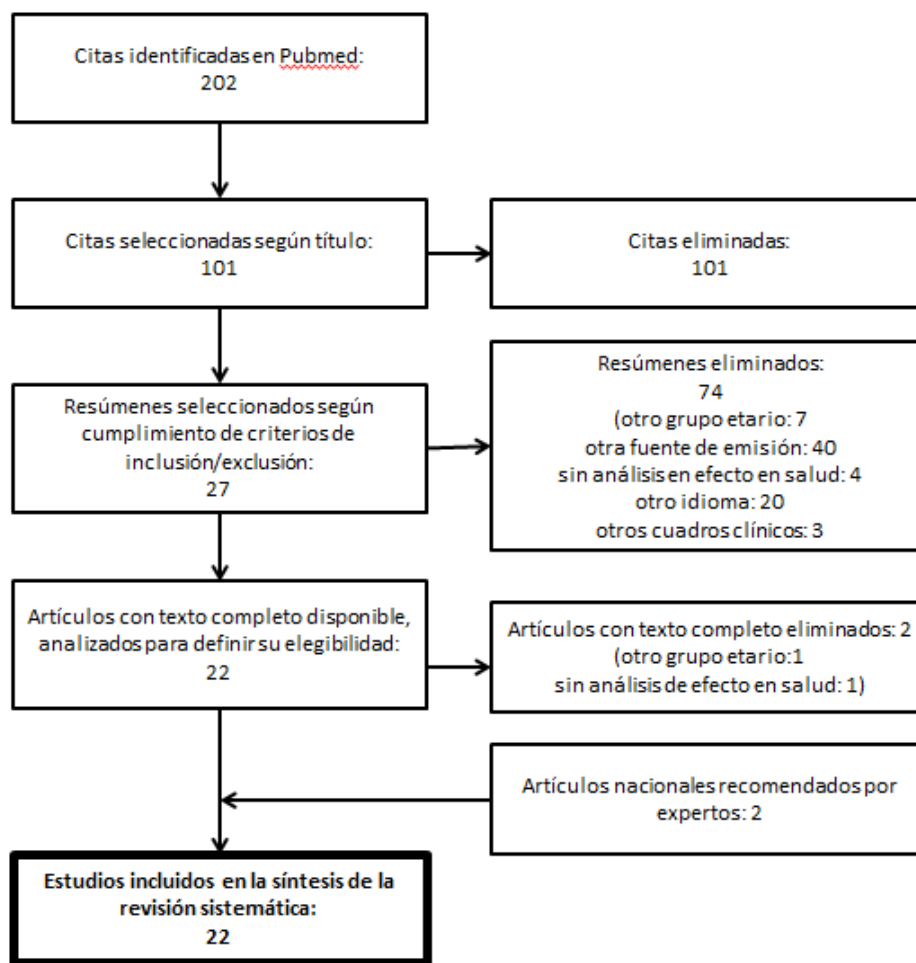 Citas identificadas en Pubmed:
202
Citas seleccionadas según título:
101
Citas eliminadas:
101
Resúmenes seleccionados según
cumplimiento de criterios de
inclusión/exclusión:
27
Resúmenes eliminados:
74
(otro grupo etario: 7
otra fuente de emisión: 40
sin análisis en efecto en salud: 4
otro idioma: 20
otros cuadros clínicos: 3
Artículos con texto completo disponible,
analizados para definir su elegibilidad:
22
Artículos con texto completo eliminados: 2
(otro grupo etario:1
sin análisis de efecto en salud: 1)
Artículos nacionales recomendados por
expertos: 2
Estudios incluidos en la síntesis de la
revisión sistemática:
22